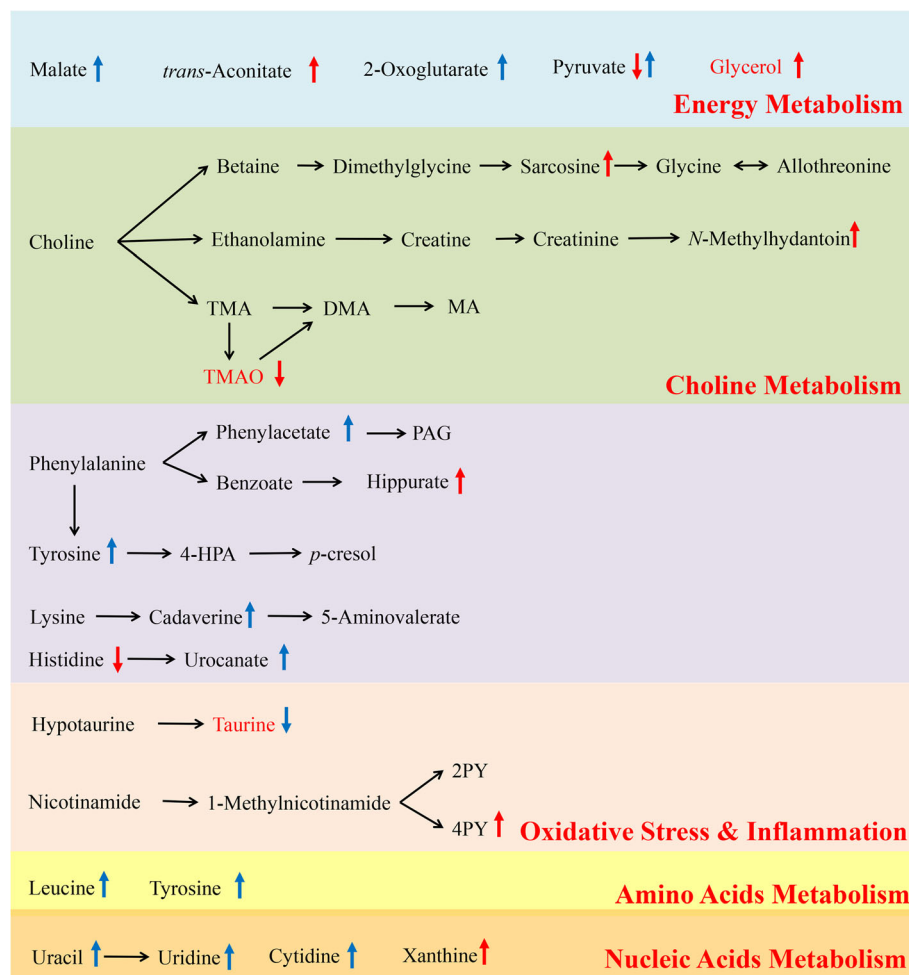 Malate trans-Aconitate 2-Oxoglutarate Pyruvate Glycerol
Energy Metabolism
Betaine Dimethylglycine Sarcosine Glycine Allothreonine
Choline Ethanolamine Creatine Creatinine N-Methylhydantoin
TMA DMA MA
TMAO
Choline Metabolism
Phenylacetate PAG
Phenylalanine
Benzoate Hippurate
Tyrosine 4-HPA p-cresol
Lysine Cadaverine 5-Aminovalerate
Histidine Urocanate
Hypotaurine Taurine
2PY
Nicotinamide 1-Methylnicotinamide
4PY
Oxidative Stress & Inflammation
Leucine Tyrosine
Amino Acids Metabolism
Uracil Uridine Cytidine Xanthine
Nucleic Acids Metabolism